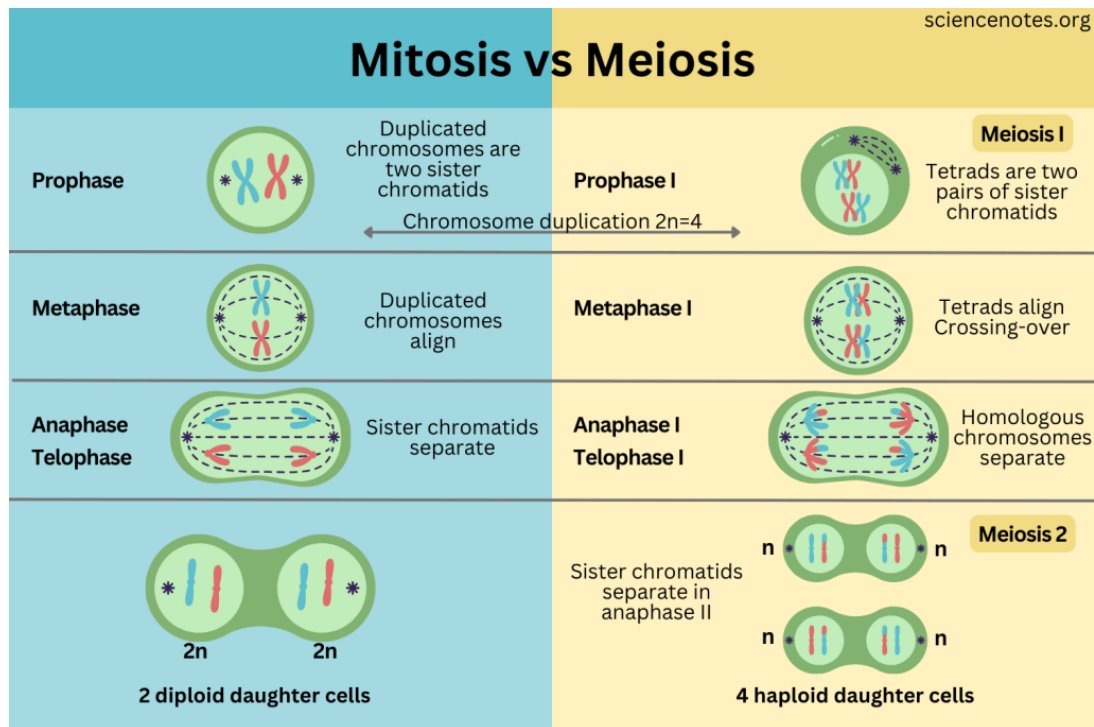 sciencenotes.org
Mitosis vs Meiosis
Prophase
Duplicated
chromosomes are
two sister
chromatids
Prophase I
Meiosis I
Tetrads are two
pairs of sister
chromatids
Chromosome duplication 2n=4
Metaphase
Duplicated
chromosomes
align
Metaphase I
Tetrads align
Crossing-over
Anaphase
Telophase
Sister chromatids
separate
Anaphase I
Telophase I
Homologous
chromosomes
separate
2n 2n
2 diploid daughter cells
Meiosis 2
Sister chromatids
separate in
anaphase II
n n
n n
4 haploid daughter cells